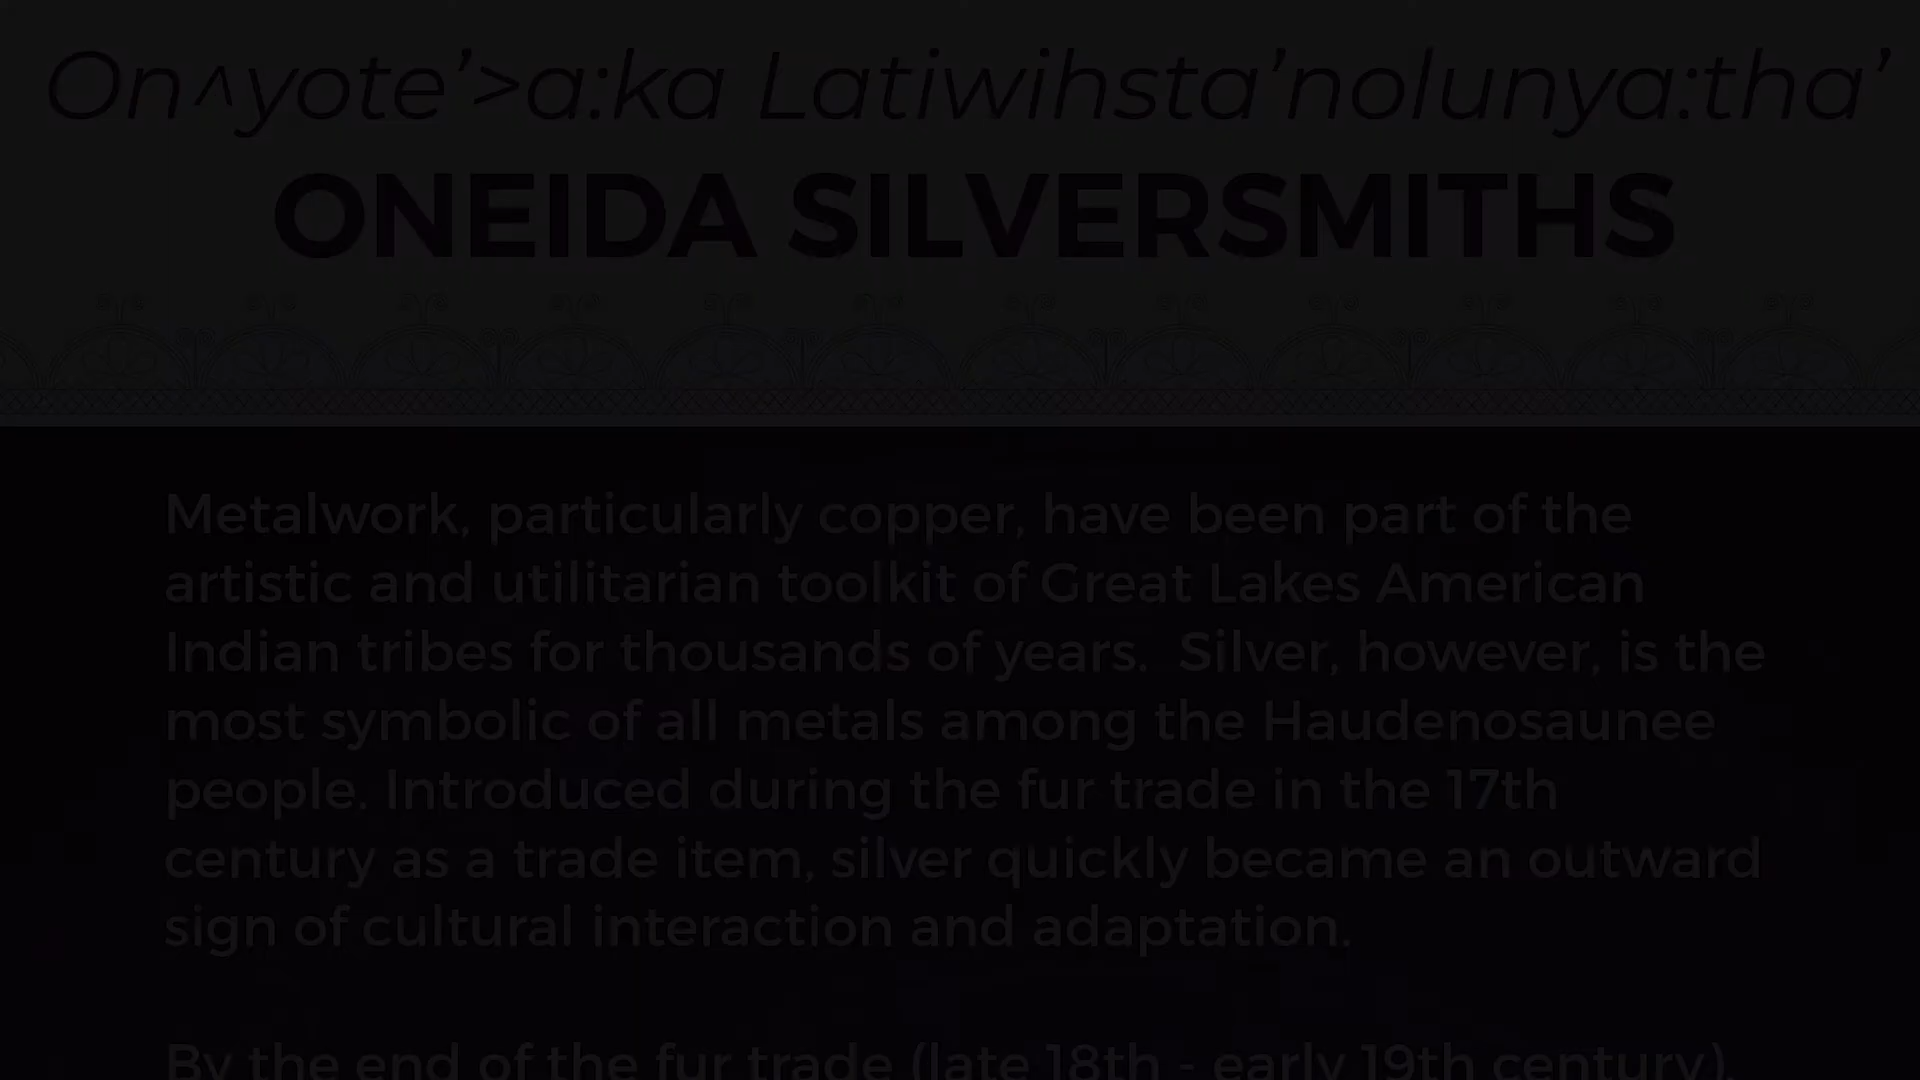 On^yote’>a:ka Latiwihsta’nolunya:tha’
ONEIDA SILVERSMITHS
Metalwork, particularly copper, have been part of the
artistic and utilitarian toolkit of Great Lakes American
Indian tribes for thousands of years.  Silver, however, is the
most symbolic of all metals among the Haudenosaunee
people. Introduced during the fur trade in the 17th
century as a trade item, silver quickly became an outward
sign of cultural interaction and adaptation.
By the end of the fur trade (late 18th - early 19th century),